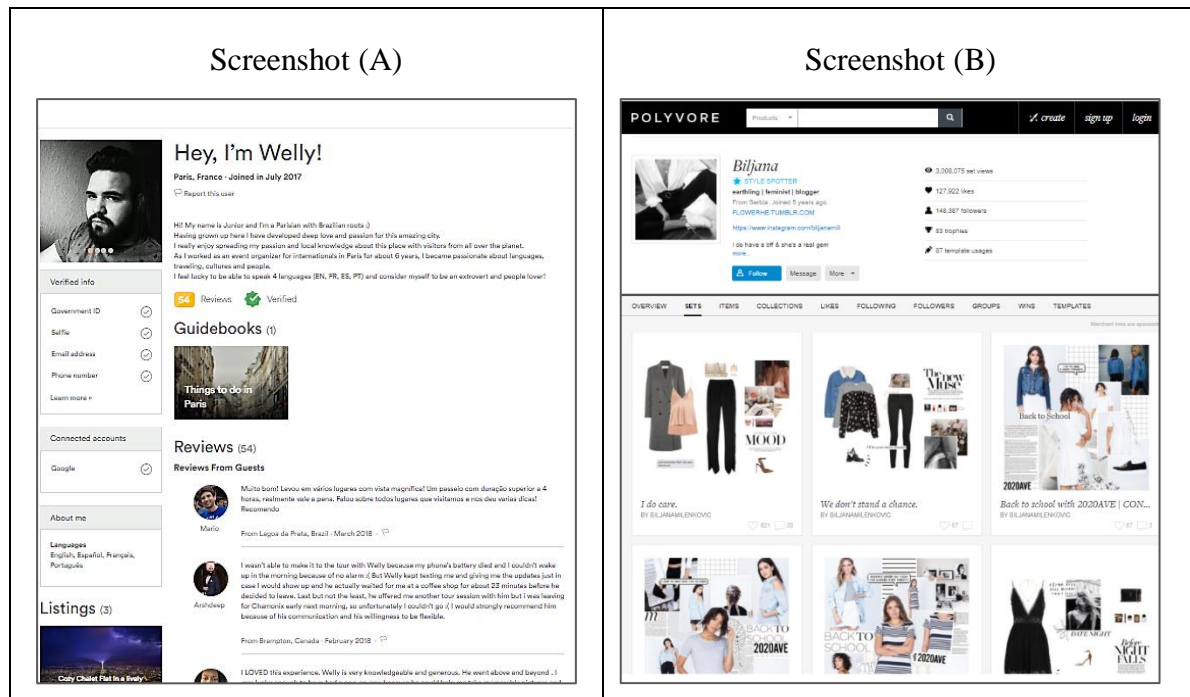 Screenshot (A)
Hey, I'm Welly!
Paris, France · Joined in July 2017
Report this user
Hi! My name is Junior and I'm a Parisian with Brazlian roots :)
Having grown up here I have developed deep love and passion for this amazing city.
I really enjoy spreading my passion and local knowledge about this place with visitors from all over the planet.
As I worked as an event organizer for internationals in Paris for about 6 years, I became passionate about languages,
traveling, cultures and people.
I feel lucky to be able to speak 4 languages (EN, FR, ES, PT) and consider myself to be an extrovert and people lover!
54 Reviews Verified
Verified info
Government ID
Selfie
Email address
Phone number
Learn more »
Connected accounts
Google
About me
Languages
English, Español, Français,
Português
Listings (3)
Cozy Chalet Flat in a lively
Guidebooks (1)
Things to do in
Paris
Reviews (54)
Reviews From Guests
Muito bom! Levou em vários lugares com vista magnífica! Um passeio com duração superior a 4
horas, realmente vale a pena. Falou sobre todos lugares que visitamos e nos deu varias dicas!
Recomendo
Mario
From Lagoa da Prata, Brazil · March 2018
I wasn't able to make it to the tour with Welly because my phone's battery died and I couldn't wake
up in the morning because of no alarm :( But Welly kept texting me and giving me the updates just in
case I would show up and he actually waited for me at a coffee shop for about 23 minutes before he
decided to leave. Last but not the least, he offered me another tour session with him but i was leaving
for Chamonix early next morning, so unfortunately I couldn't go :( I would strongly recommend him
because of his communication and his willingness to be flexible.
Arshdeep
From Brampton, Canada · February 2018
I LOVED this experience. Welly is very knowledgeable and generous. He went above and beyond . I
Screenshot (B)
POLYVORE
Products
create sign up login
Biljana
STYLE SPOTTER
earthling | feminist | blogger
From Serbia. Joined 5 years ago.
FLOWERHE.TUMBLR.COM
https://www.instagram.com/biljanamill
I do have a bff & she's a real gem
more...
Follow Message More
3,008,075 set views
127,922 likes
148,387 followers
83 trophies
87 template usages
OVERVIEW SETS ITEMS COLLECTIONS LIKES FOLLOWING FOLLOWERS GROUPS WINS TEMPLATES
MOOD
I do care.
BY BILJANAMILENKOVIC
The new
Muse
We don't stand a chance.
BY BILJANAMILENKOVIC
Back to School
2020AVE
Back to school with 2020AVE | CON...
BY BILJANAMILENKOVIC
BACK TO
SCHOOL
2020AVE
BACK TO
SCHOOL
2020AVE
DATE NIGHT
Before
NIGHT
FALLS